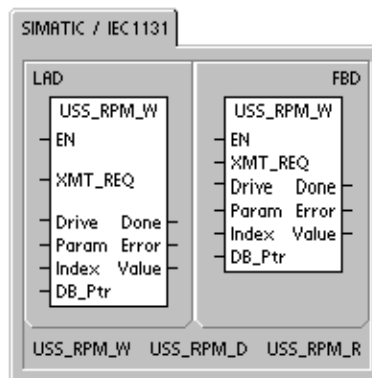 SIMATIC / IEC1131
LAD
USS_RPM_W
EN
XMT_REQ
Drive Done
Param Error
Index Value
DB_Ptr
FBD
USS_RPM_W
EN
XMT_REQ
Drive Done
Param Error
Index Value
DB_Ptr
USS_RPM_W USS_RPM_D USS_RPM_R